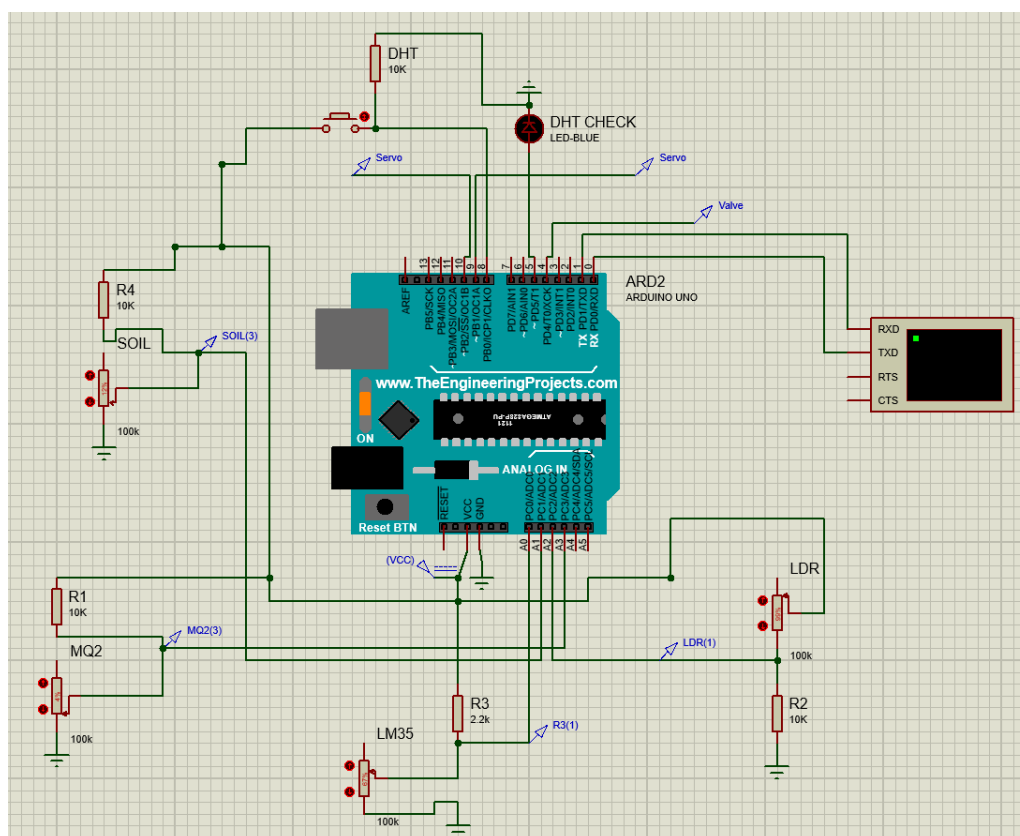 DHT
10K
DHT CHECK
LED-BLUE
Servo
Servo
Valve
ARD2
ARDUINO UNO
R4
10K
SOIL
SOIL(3)
12%
100k
AREF
13
12
11
10
9
8
7
6
5
4
3
2
1
0
PB5/SCK
PB4/MISO
~PB3/MOSI/OC2A
~PB2/SS/OC1B
~PB1/OC1A
PB0/ICP1/CLKO
PD7/AIN1
~PD6/AIN0
~PD5/T1
PD4/T0/XCK
~PD3/INT1
PD2/INT0
TX PD1/TXD
RX PD0/RXD
RXD
TXD
RTS
CTS
www.TheEngineeringProjects.com
1121
ATMEGA328P-PU
ON
ANALOG IN
Reset BTN
RESET
VCC
GND
PC0/ADC0
PC1/ADC1
PC2/ADC2
PC3/ADC3
PC4/ADC4/SDA
PC5/ADC5/SCL
A0
A1
A2
A3
A4
A5
(VCC)
R1
10K
MQ2(3)
MQ2
4%
100k
LDR
100k
LDR(1)
R2
10K
R3
2.2k
R3(1)
LM35
67%
100k